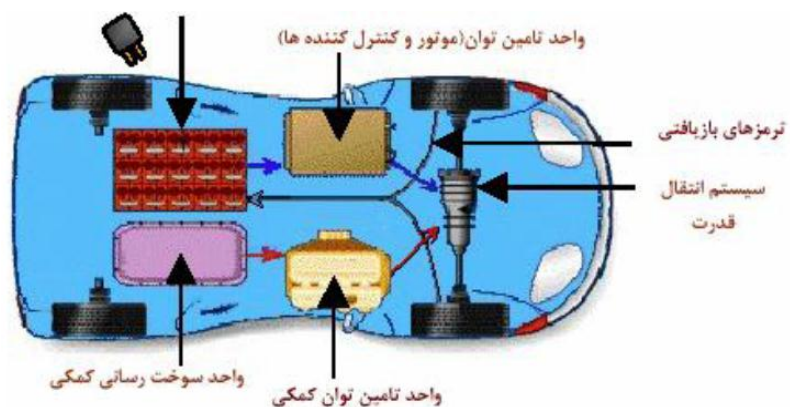 واحد تامین توان(موتور و کنترل کننده ها)
ترمزهای بازیافتی
سیستم انتقال
قدرت
واحد سوخت رسانی کمکی
واحد تامین توان کمکی